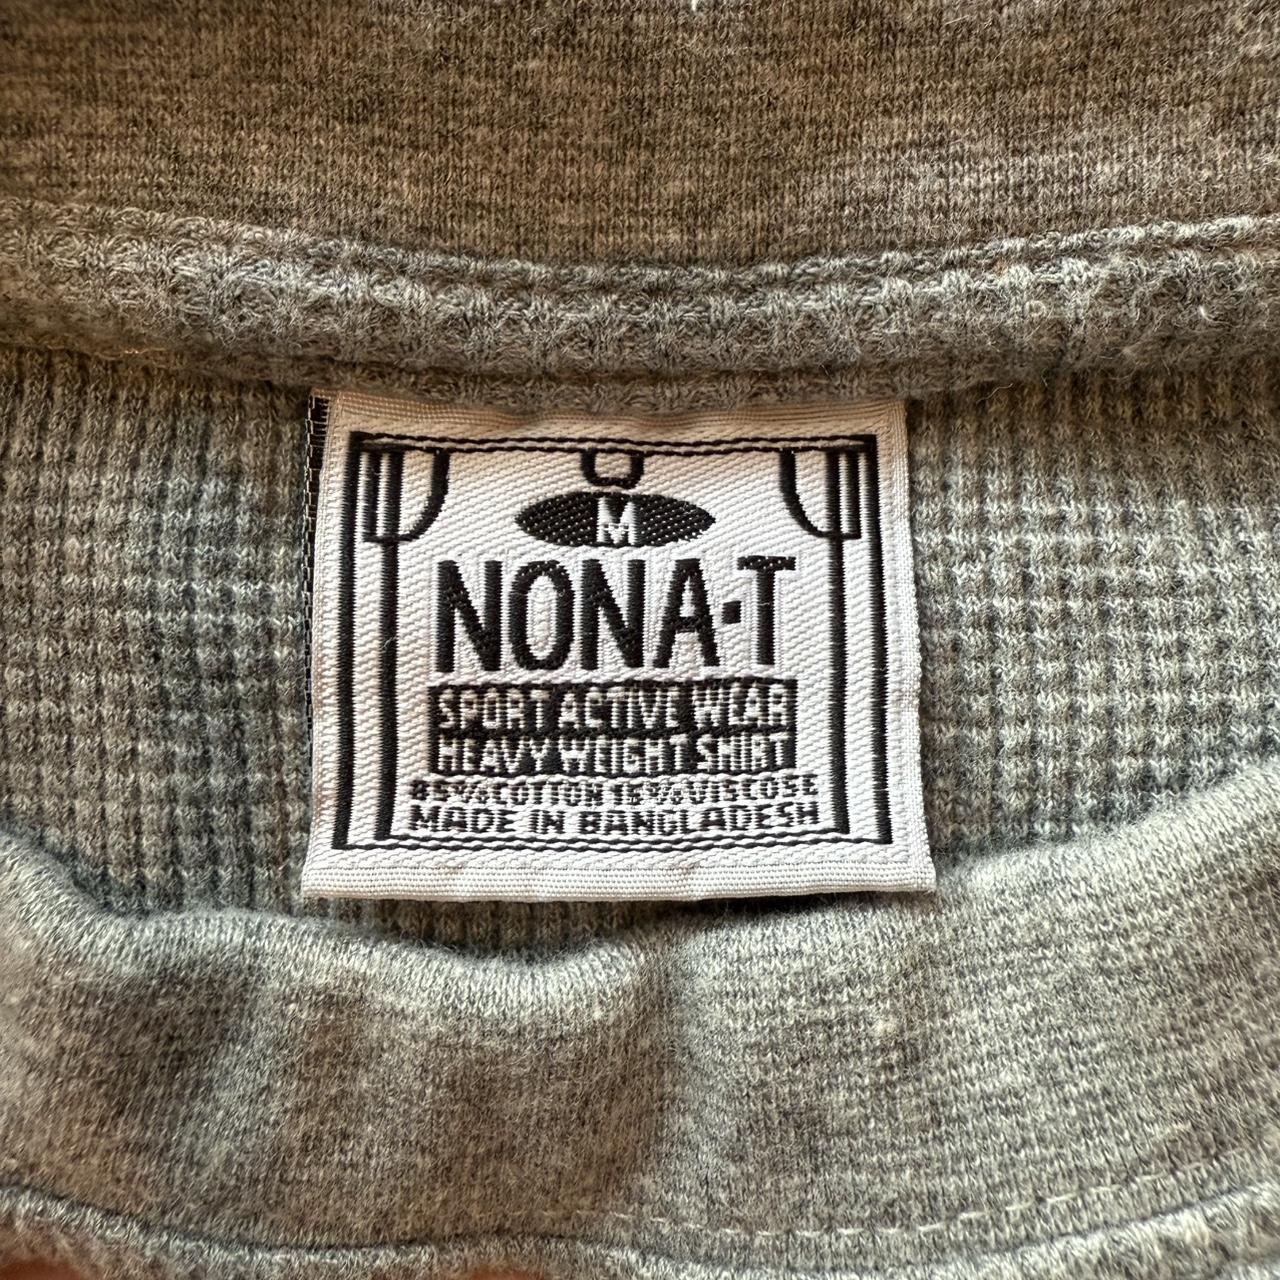 M
NONA·T
SPORT ACTIVE WEAR
HEAVY WEIGHT SHIRT
85% COTTON 15% VISCOSE
MADE IN BANGLADESH